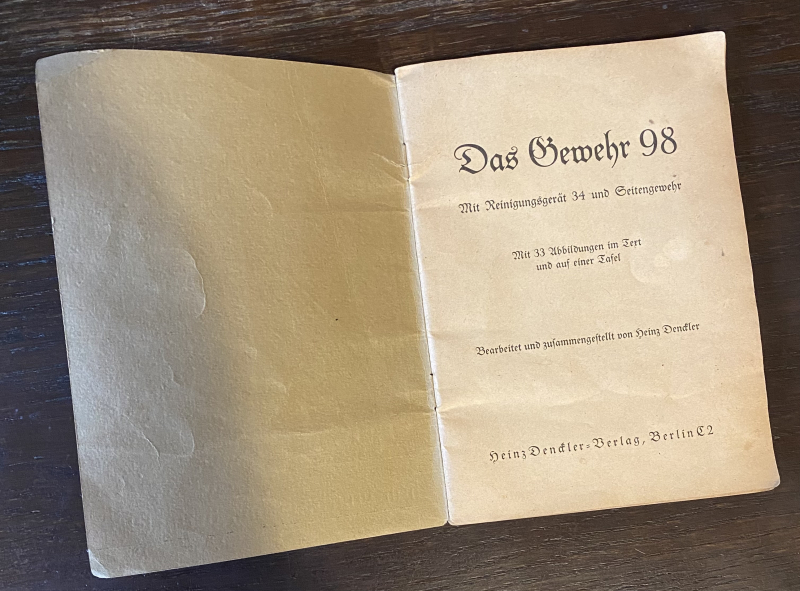 Das Gewehr 98
Mit Reinigungsgerät 34 und Seitengewehr
Mit 33 Abbildungen im Text
und auf einer Tafel
Bearbeitet und zusammengestellt von Heinz Denckler
Heinz Denckler=Verlag, Berlin C2